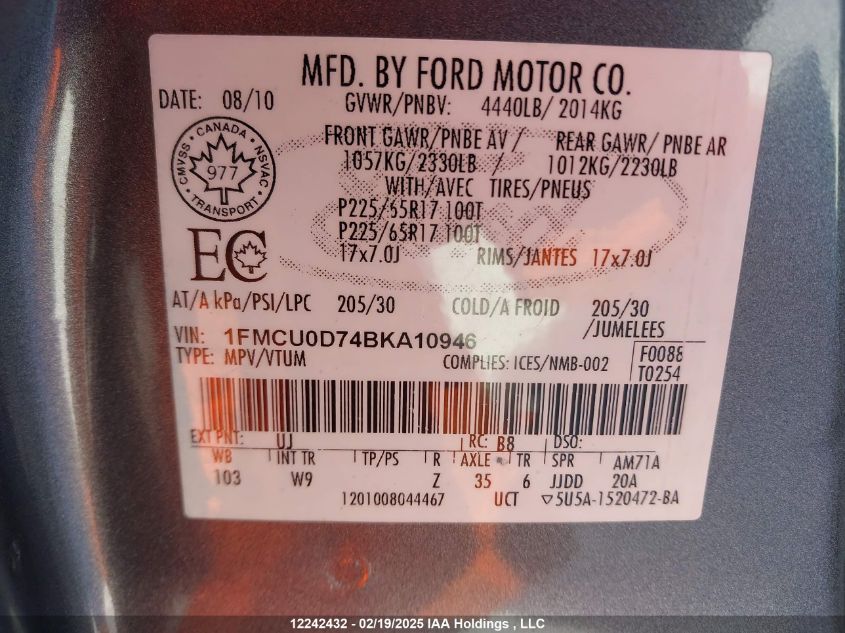 MFD. BY FORD MOTOR CO.
DATE: 08/10 GVWR/PNBV: 4440LB/ 2014KG
FRONT GAWR/PNBE AV / REAR GAWR/ PNBE AR
1057KG/2330LB / 1012KG/2230LB
WITH/AVEC TIRES/PNEUS
P225/65R17 100T
P225/65R17 100T
17x7.0J RIMS/JANTES 17x7.0J
CANADA
CMVSS NSVAC
977
TRANSPORT
EC
AT/A kPa/PSI/LPC 205/30 COLD/A FROID 205/30
/JUMELEES
VIN: 1FMCU0D74BKA10946
TYPE: MPV/VTUM COMPLIES: ICES/NMB-002 F0088
T0254
EXT PNT: UJ RC: B8 DSO:
WB INT TR TP/PS R AXLE TR SPR AM71A
103 W9 Z 35 6 JJDD 20A
1201008044467 UCT ▽5U5A-1520472-BA
12242432 - 02/19/2025 IAA Holdings , LLC